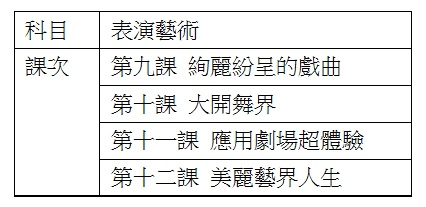 科目 表演藝術
課次 第九課 絢麗紛呈的戲曲
第十課 大開舞界
第十一課 應用劇場超體驗
第十二課 美麗藝界人生